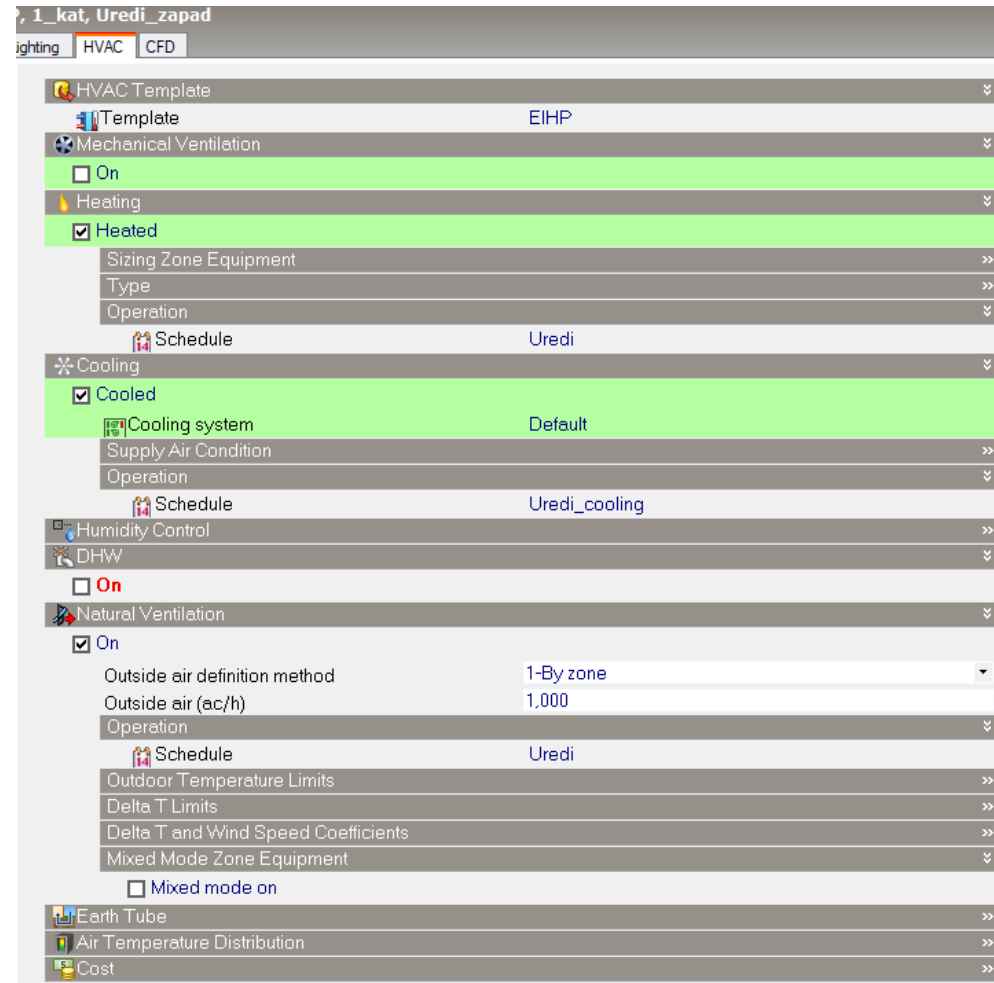 , 1_kat, Uredi_zapad
ighting HVAC CFD
HVAC Template
Template EIHP
Mechanical Ventilation
On
Heating
Heated
Sizing Zone Equipment
Type
Operation
14 Schedule Uredi
Cooling
Cooled
Cooling system Default
Supply Air Condition
Operation
14 Schedule Uredi_cooling
Humidity Control
DHW
On
Natural Ventilation
On
Outside air definition method 1-By zone
Outside air (ac/h) 1,000
Operation
14 Schedule Uredi
Outdoor Temperature Limits
Delta T Limits
Delta T and Wind Speed Coefficients
Mixed Mode Zone Equipment
Mixed mode on
Earth Tube
Air Temperature Distribution
Cost